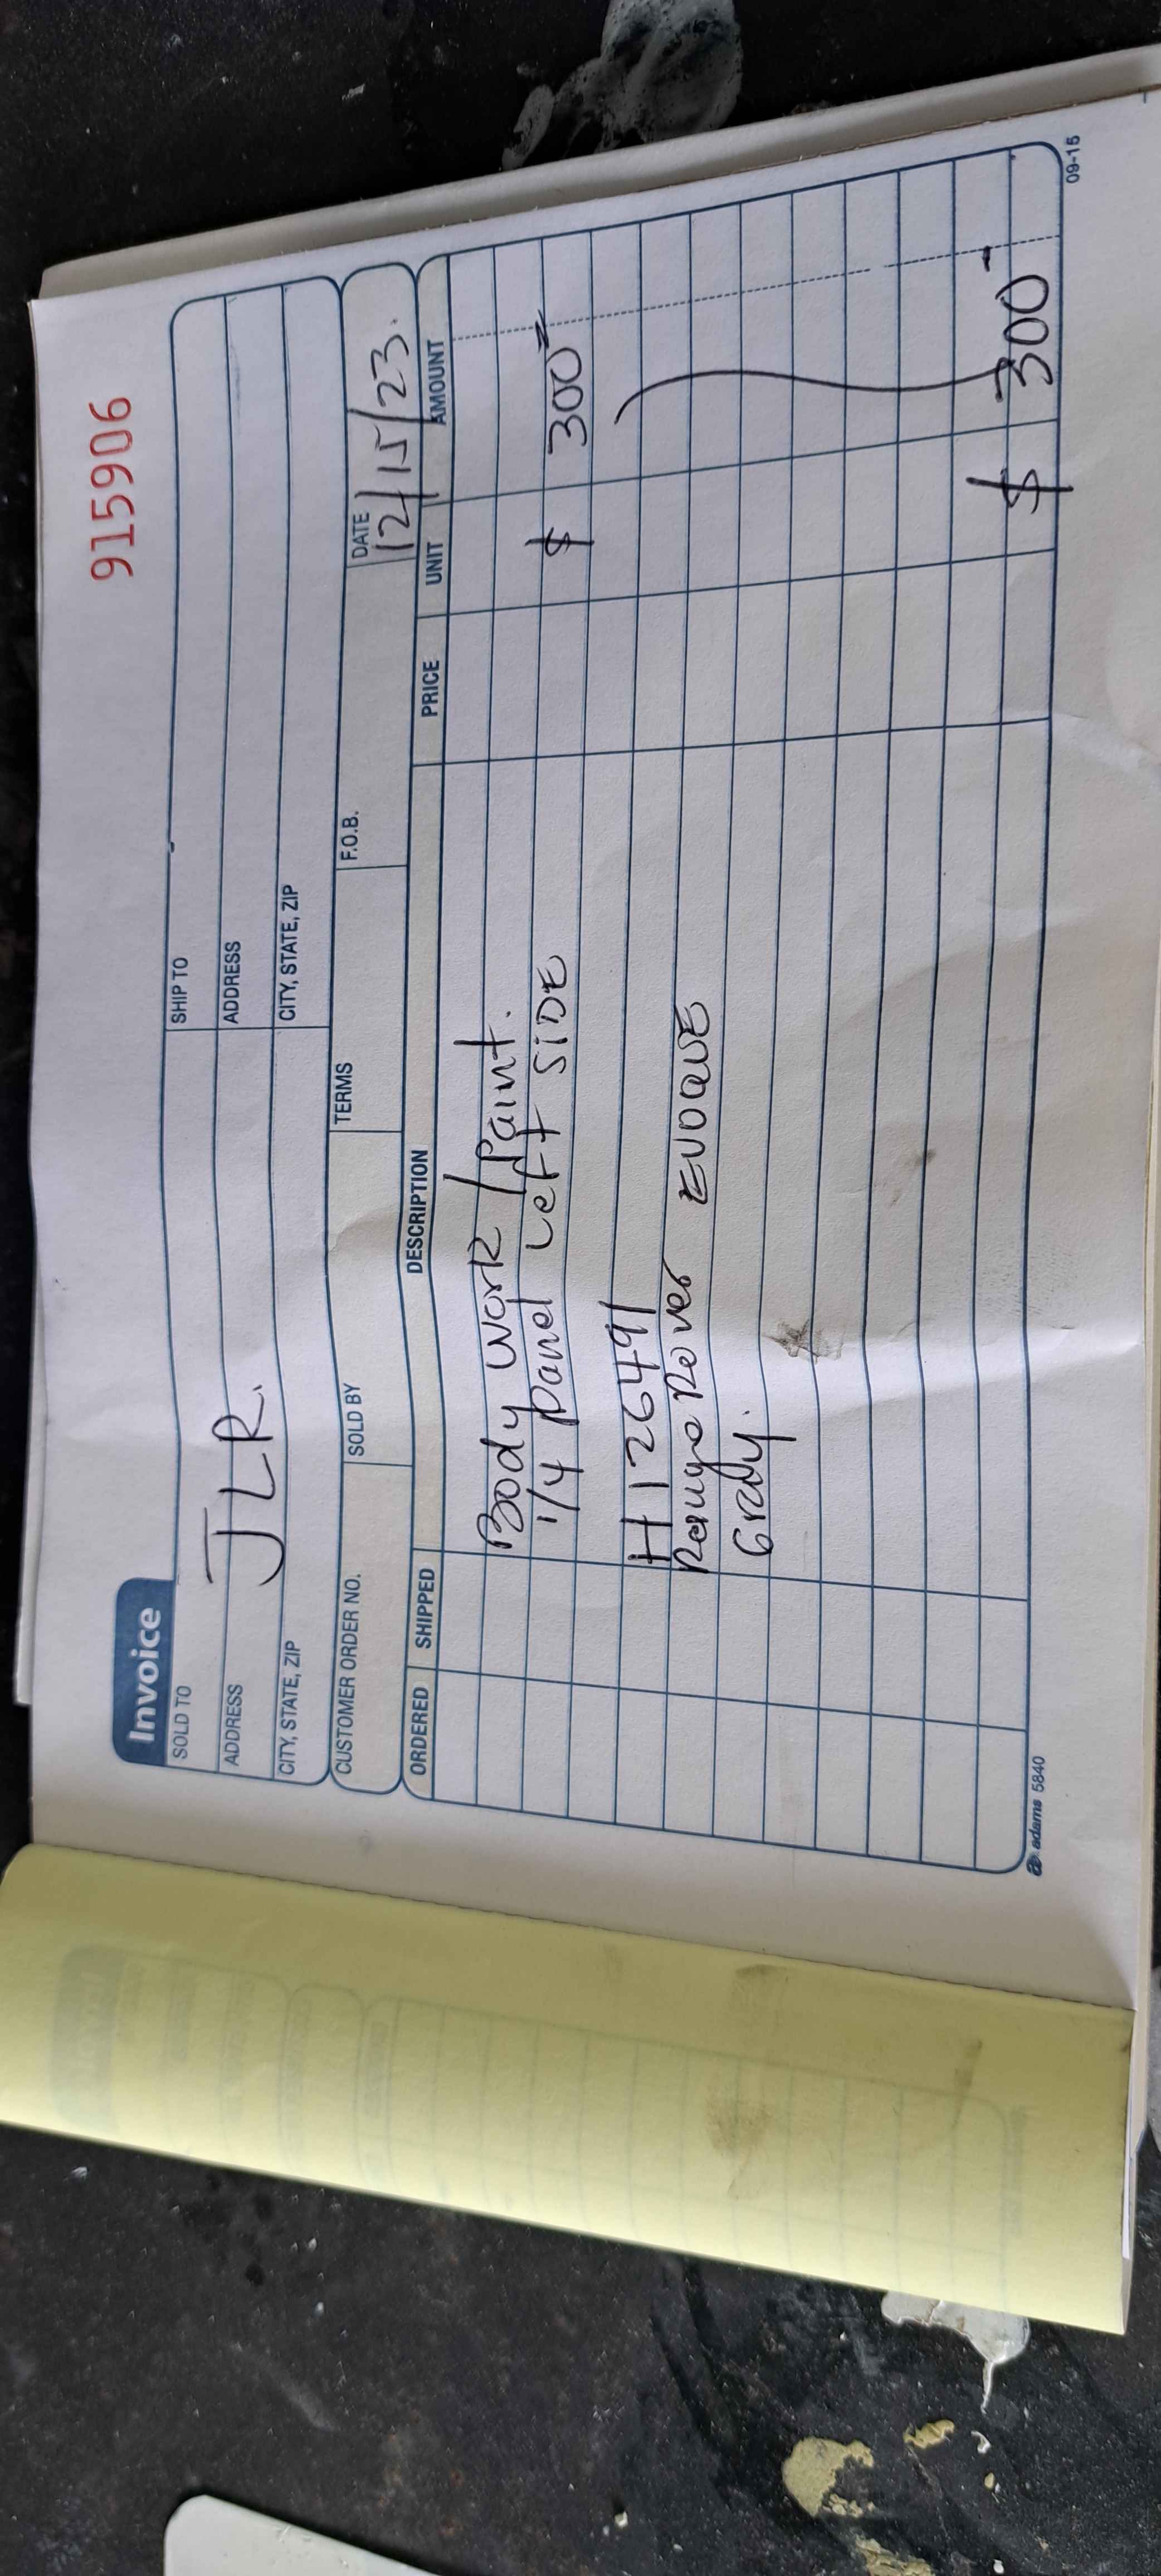 915906
Invoice
SOLD TO
SHIP TO
JLR.
ADDRESS
ADDRESS
CITY, STATE, ZIP
CITY, STATE, ZIP
CUSTOMER ORDER NO. SOLD BY TERMS F.O.B. DATE
12/15/23.
ORDERED SHIPPED DESCRIPTION PRICE UNIT AMOUNT
Body work / Paint.
1/4 Panel Left SIDE $ 300
H126491
Range Rover EVOQUE
Gray.
$ 300
adams 5840
09-15